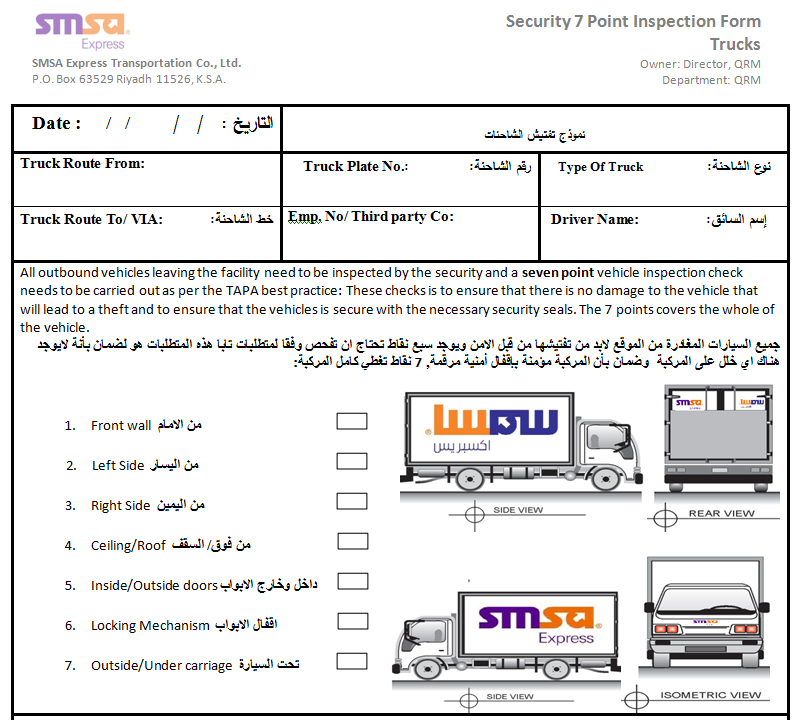 smsa
Express
SMSA Express Transportation Co., Ltd.
P.O. Box 63529 Riyadh 11526, K.S.A.
Security 7 Point Inspection Form
Trucks
Owner: Director, QRM
Department: QRM
Date : / / / / التاريخ :
نموذج تفتيش الشاحنات
Truck Route From:
Truck Plate No.: رقم الشاحنة:
Type Of Truck نوع الشاحنة:
Truck Route To/ VIA: خط الشاحنة:
Emp, No/ Third party Co:
Driver Name: إسم السائق:
All outbound vehicles leaving the facility need to be inspected by the security and a seven point vehicle inspection check
needs to be carried out as per the TAPA best practice: These checks is to ensure that there is no damage to the vehicle that
will lead to a theft and to ensure that the vehicles is secure with the necessary security seals. The 7 points covers the whole of
the vehicle.
جميع السيارات المغادرة من الموقع لابد من تفتيشها من قبل الامن ويوجد سبع نقاط تحتاج ان تفحص وفقا لمتطلبات تابا هذه المتطلبات هو لضمان بأنة لايوجد
هناك اي خلل على المركبة وضمان بأن المركبة مؤمنة بإقفال أمنية مرقمة, 7 نقاط تغطي كامل المركبة:
1. Front wall من الامام
2. Left Side من اليسار
3. Right Side من اليمين
4. Ceiling/Roof من فوق/ السقف
5. Inside/Outside doors داخل وخارج الابواب
6. Locking Mechanism اقفال الابواب
7. Outside/Under carriage تحت السيارة
سمسا
اكسبريس
SIDE VIEW
smsa سمسا
REAR VIEW
smsa
Express
SIDE VIEW
smsa
ISOMETRIC VIEW